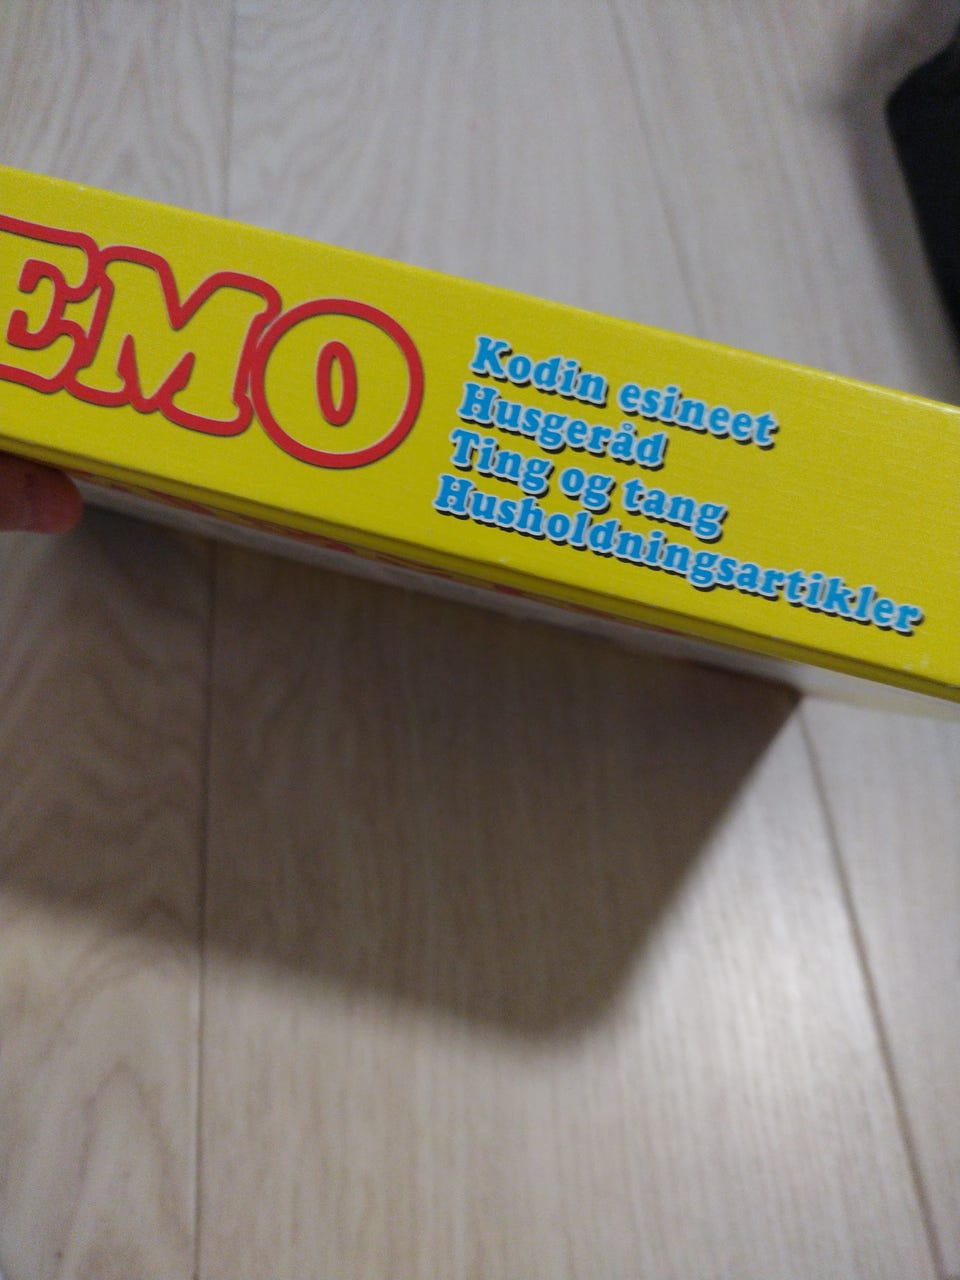 EMO
Kodin esineet
Husgeråd
Ting og tang
Husholdningsartikler